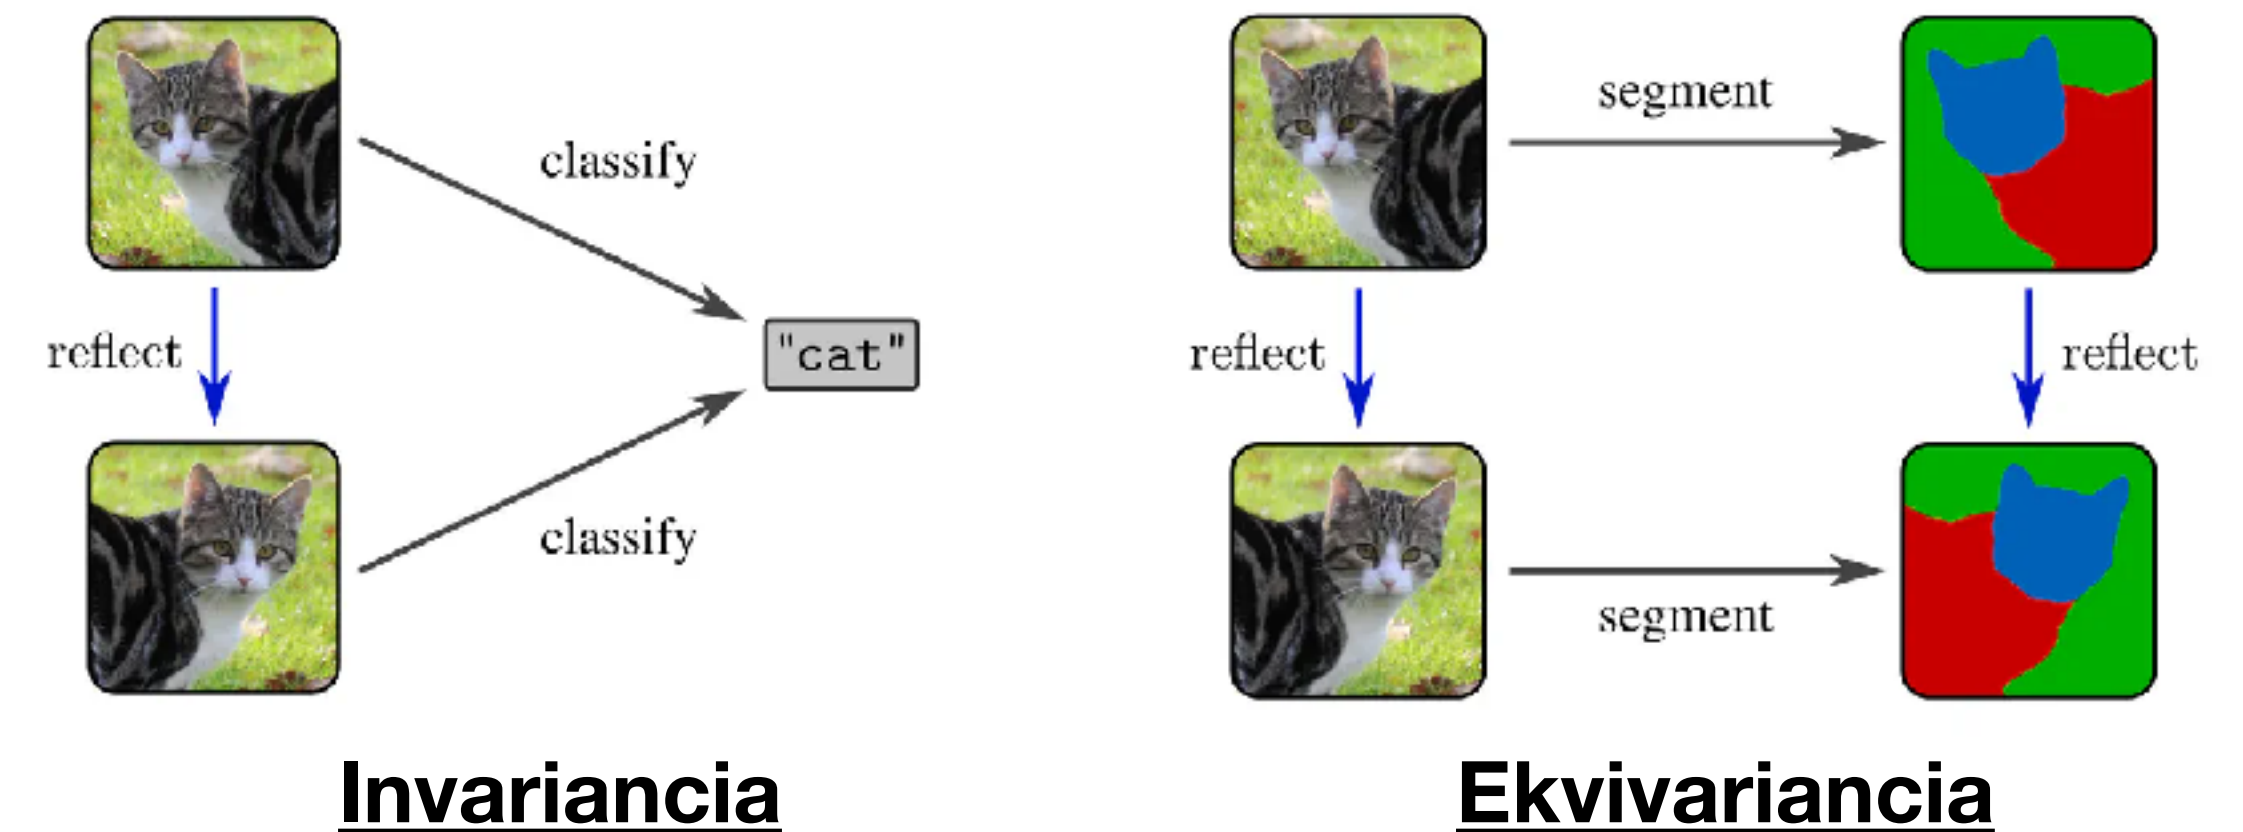 classify
reflect
"cat"
classify
Invariancia
segment
reflect
reflect
segment
Ekvivariancia